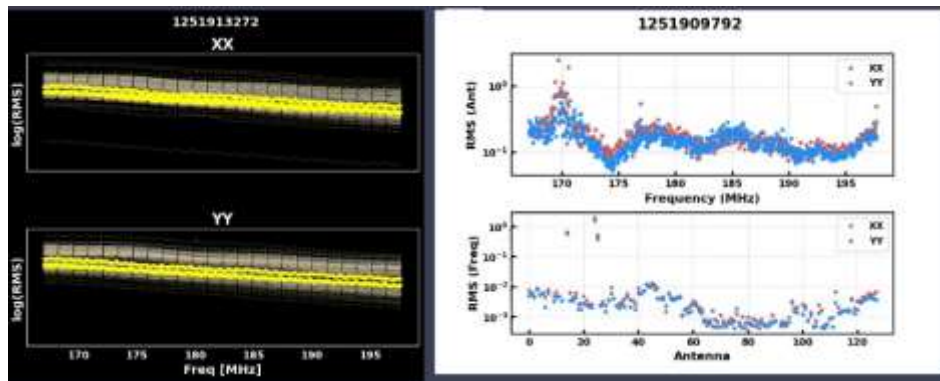 1251913272
XX
log(RMS)
YY
log(RMS)
170 175 180 185 190 195
Freq [MHz]
1251909792
XX
YY
RMS (Ant)
10⁰
10⁻¹
170 175 180 185 190 195
Frequency (MHz)
XX
YY
RMS (Freq)
10⁰
10⁻¹
10⁻²
10⁻³
0 20 40 60 80 100 120
Antenna